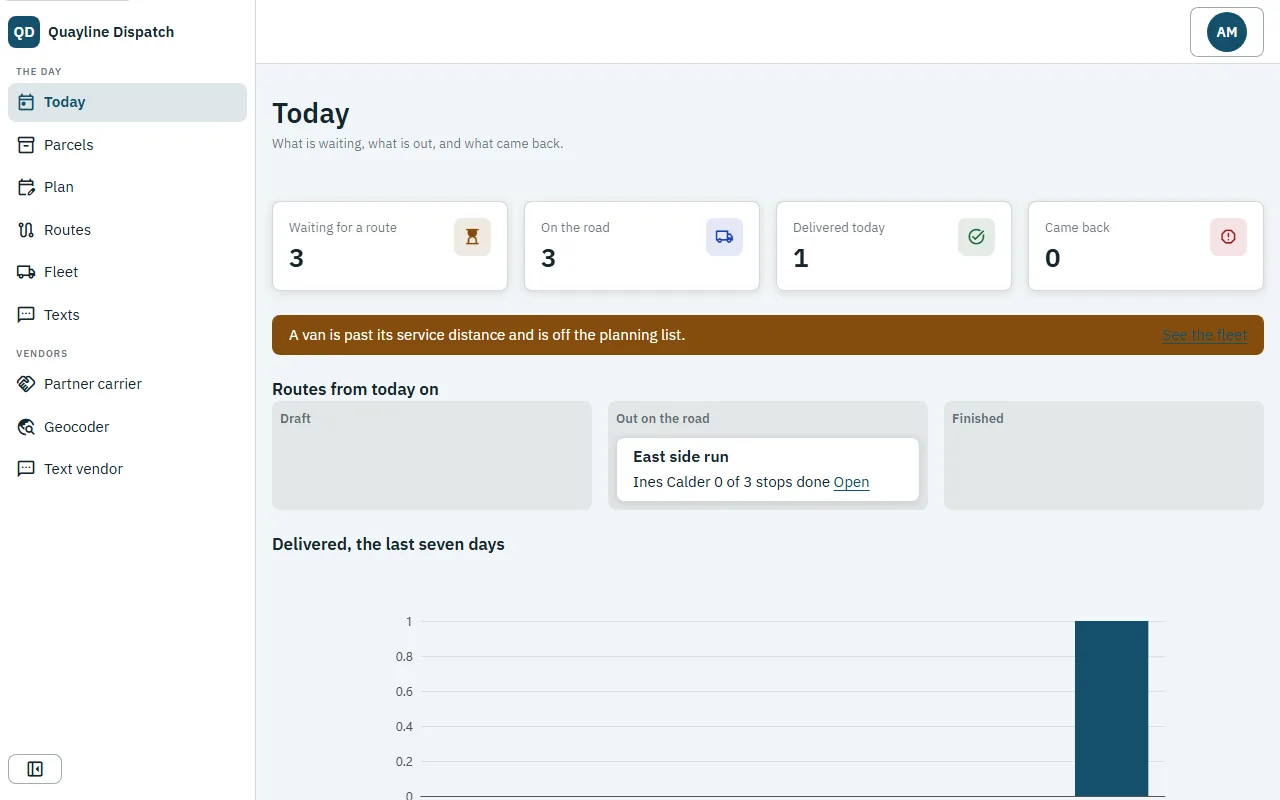 QD Quayline Dispatch
AM
THE DAY
Today
Parcels
Plan
Routes
Fleet
Texts
VENDORS
Partner carrier
Geocoder
Text vendor
Today
What is waiting, what is out, and what came back.
Waiting for a route
3
On the road
3
Delivered today
1
Came back
0
A van is past its service distance and is off the planning list. See the fleet
Routes from today on
Draft
Out on the road
East side run
Ines Calder 0 of 3 stops done Open
Finished
Delivered, the last seven days
1
0.8
0.6
0.4
0.2
0